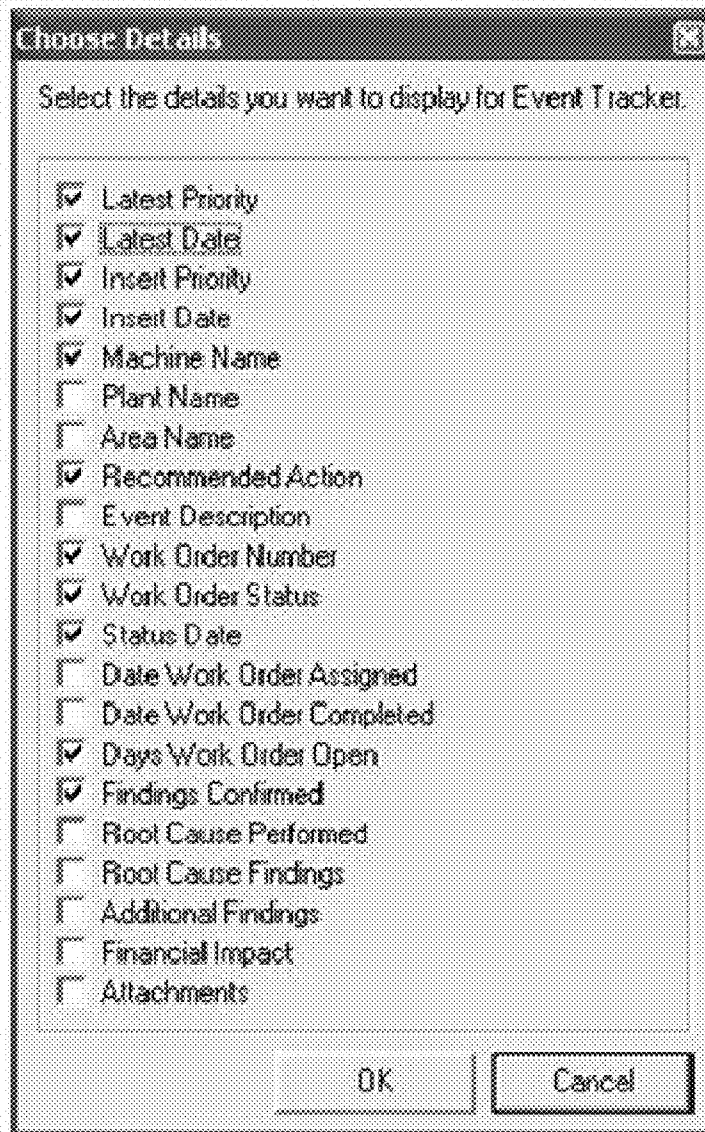 Choose Details
Select the details you want to display for Event Tracker.
Latest Priority
Latest Date
Insert Priority
Insert Date
Machine Name
Plant Name
Area Name
Recommended Action
Event Description
Work Order Number
Work Order Status
Status Date
Date Work Order Assigned
Date Work Order Completed
Days Work Order Open
Findings Confirmed
Root Cause Performed
Root Cause Findings
Additional Findings
Financial Impact
Attachments
OK
Cancel